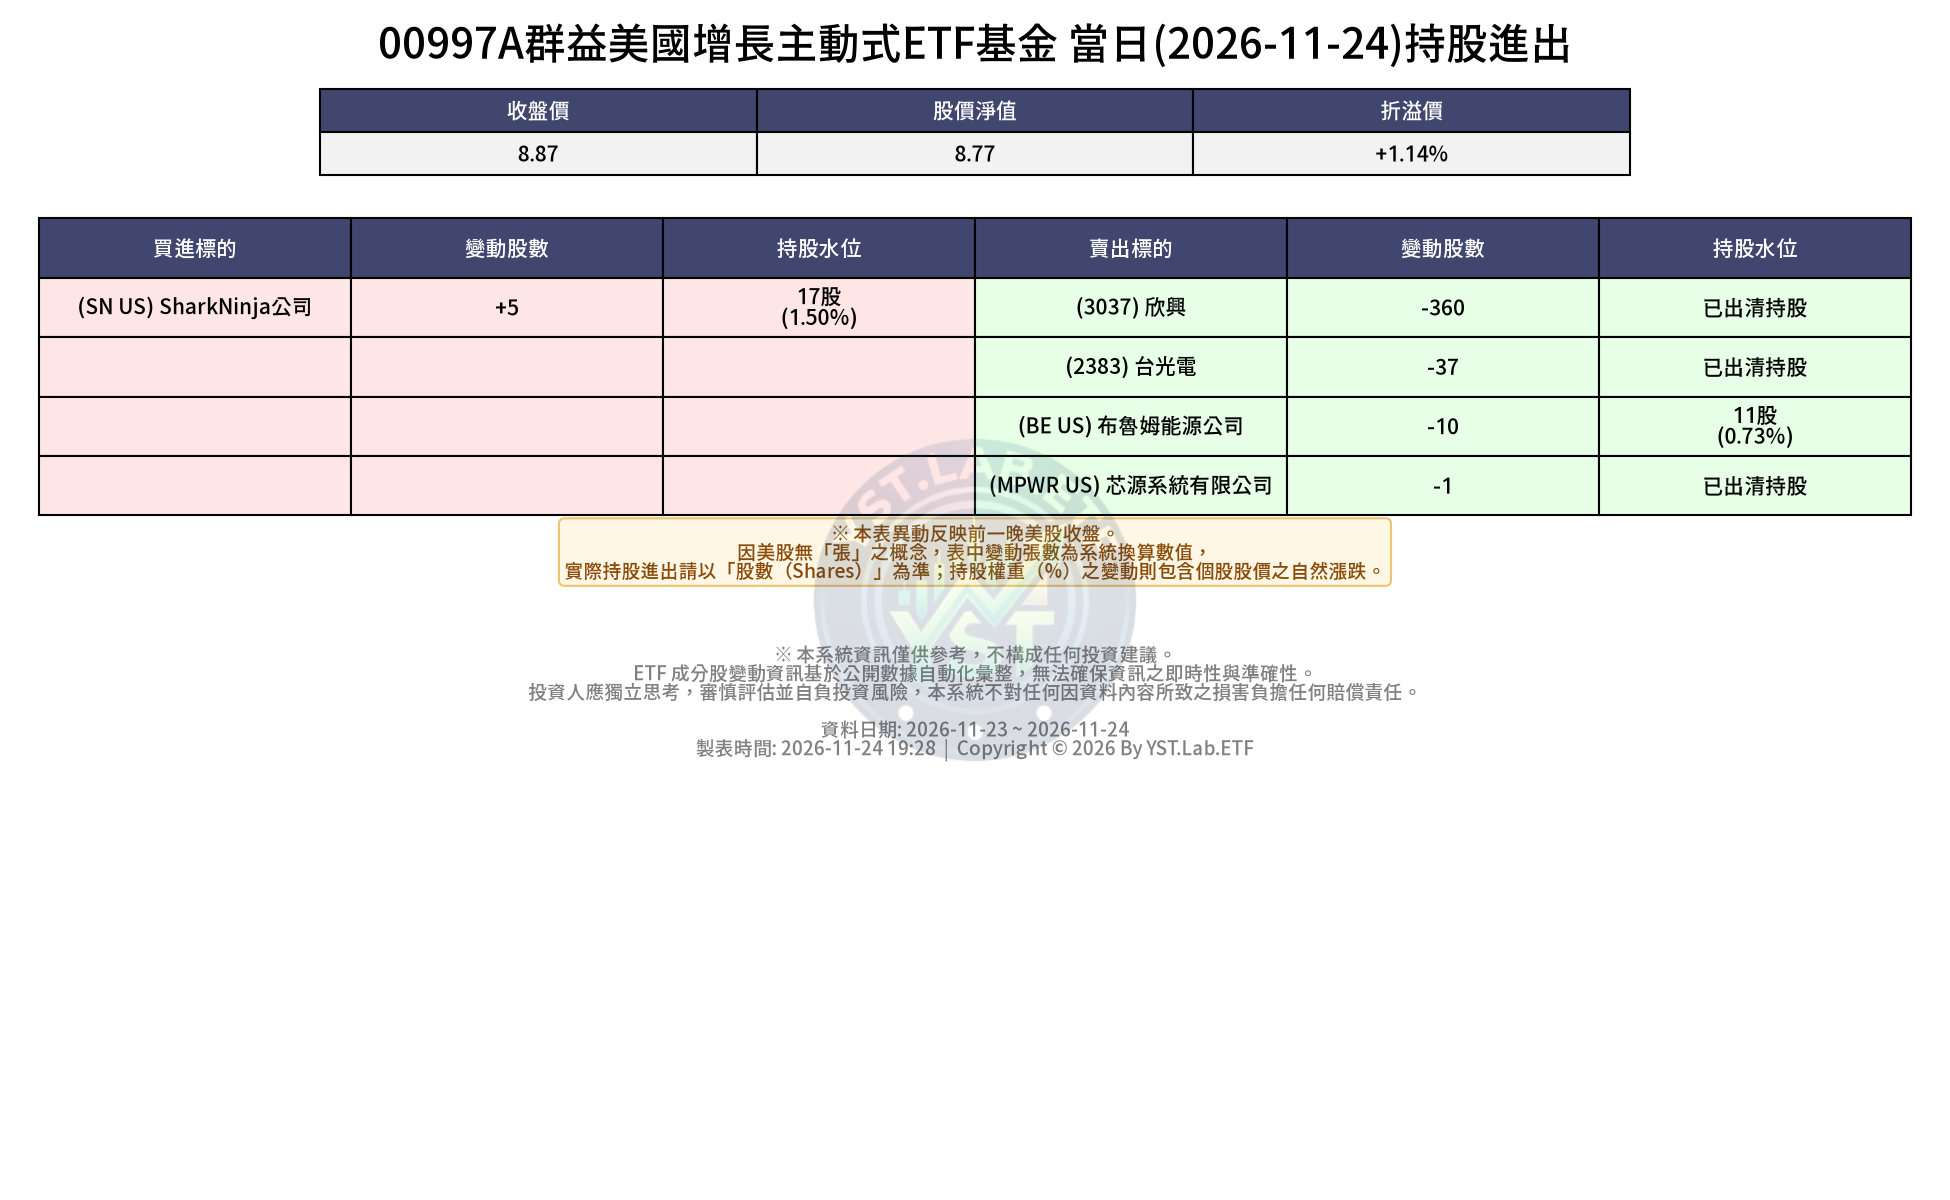 00997A群益美國增長主動式ETF基金 當日(2026-11-24)持股進出
收盤價 股價淨值 折溢價
8.87 8.77 +1.14%
買進標的 變動股數 持股水位 賣出標的 變動股數 持股水位
(SN US) SharkNinja公司 +5 17股 (1.50%) (3037) 欣興 -360 已出清持股
(2383) 台光電 -37 已出清持股
(BE US) 布魯姆能源公司 -10 11股 (0.73%)
(MPWR US) 芯源系統有限公司 -1 已出清持股
※ 本表異動反映前一晚美股收盤。
因美股無「張」之概念，表中變動張數為系統換算數值，
實際持股進出請以「股數（Shares）」為準；持股權重（%）之變動則包含個股股價之自然漲跌。
YST
※ 本系統資訊僅供參考，不構成任何投資建議。
ETF 成分股變動資訊基於公開數據自動化彙整，無法確保資訊之即時性與準確性。
投資人應獨立思考，審慎評估並自負投資風險，本系統不對任何因資料內容所致之損害負擔任何賠償責任。
資料日期: 2026-11-23 ~ 2026-11-24
製表時間: 2026-11-24 19:28 | Copyright © 2026 By YST.Lab.ETF